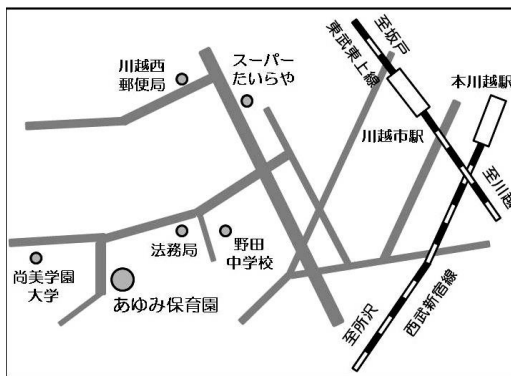 至坂戸
東武東上線
本川越駅
川越西
郵便局
スーパー
たいらや
川越市駅
至川越
法務局
野田
中学校
尚美学園
大学
あゆみ保育園
至所沢
西武新宿線